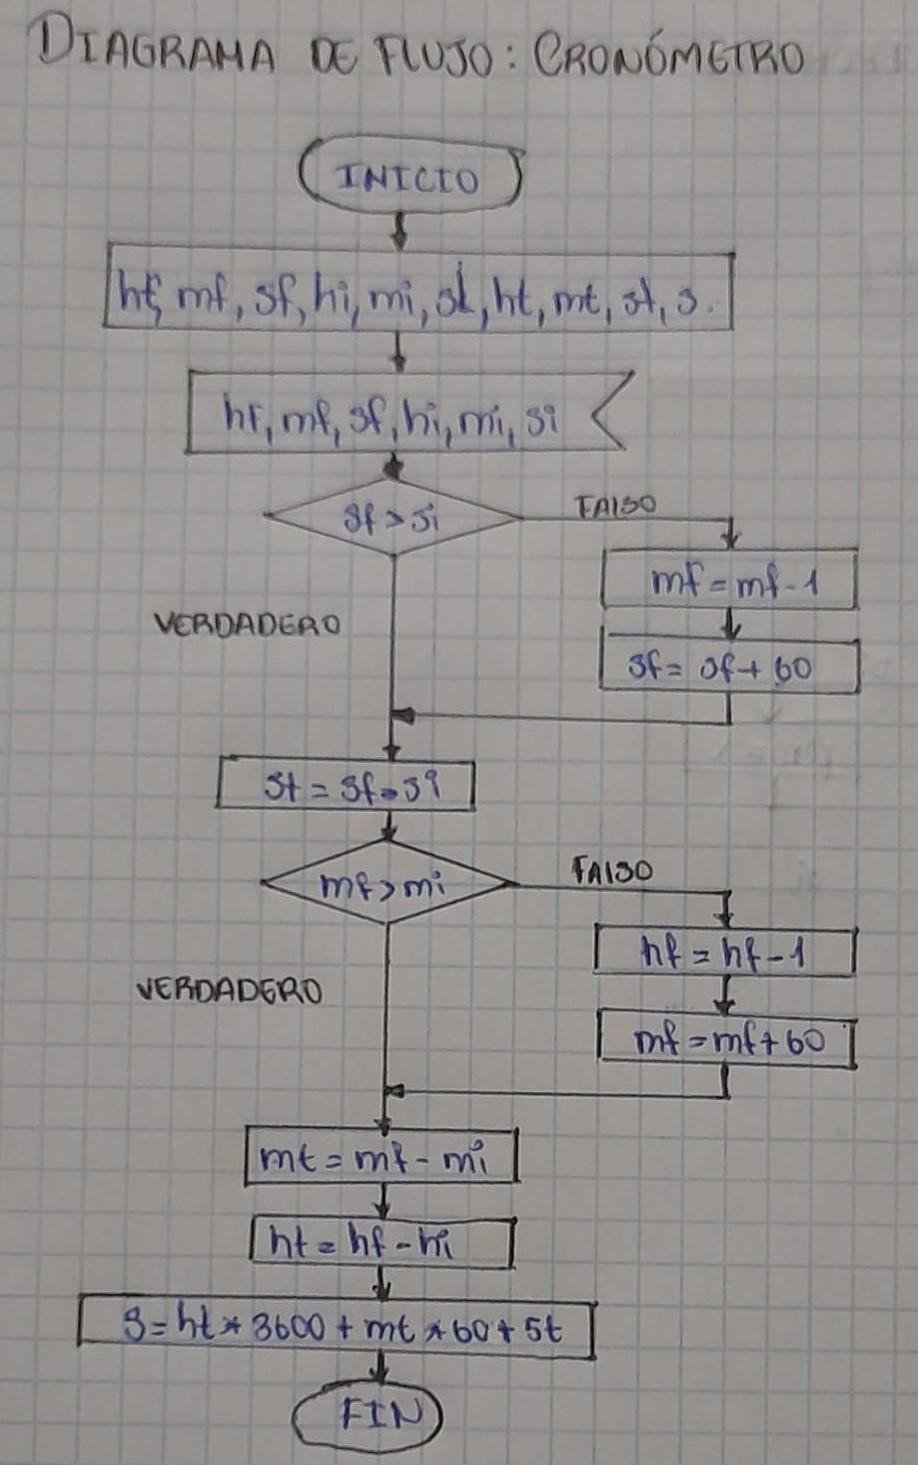 DIAGRAMA DE FLUJO: CRONÓMETRO
INICIO
hf, mf, sf, hi, mi, si, ht, mt, st, s.
hf, mf, sf, hi, mi, si
sf > si
FALSO
mf = mf - 1
VERDADERO
sf = sf + 60
st = sf - si
mf > mi
FALSO
hf = hf - 1
VERDADERO
mf = mf + 60
mt = mf - mi
ht = hf - hi
s = ht * 3600 + mt * 60 + st
FIN